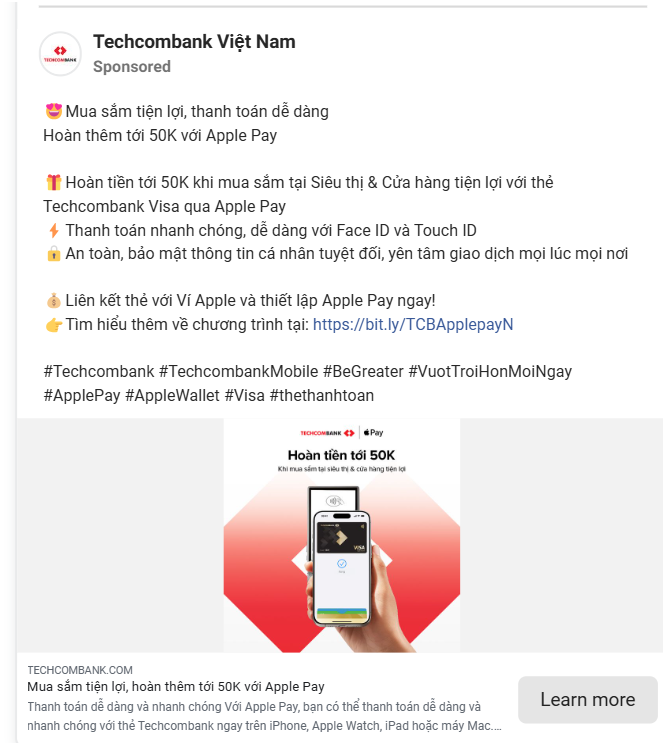 Techcombank Việt Nam
TECHCOMBANK
Sponsored
😍Mua sắm tiện lợi, thanh toán dễ dàng
Hoàn thêm tới 50K với Apple Pay
🎁Hoàn tiền tới 50K khi mua sắm tại Siêu thị & Cửa hàng tiện lợi với thẻ
Techcombank Visa qua Apple Pay
⚡Thanh toán nhanh chóng, dễ dàng với Face ID và Touch ID
🔒An toàn, bảo mật thông tin cá nhân tuyệt đối, yên tâm giao dịch mọi lúc mọi nơi
💰Liên kết thẻ với Ví Apple và thiết lập Apple Pay ngay!
👉Tìm hiểu thêm về chương trình tại: https://bit.ly/TCBApplepayN
#Techcombank #TechcombankMobile #BeGreater #VuotTroiHonMoiNgay
#ApplePay #AppleWallet #Visa #thethanhtoan
TECHCOMBANK | Pay
Hoàn tiền tới 50K
Khi mua sắm tại siêu thị & cửa hàng tiện lợi
VISA
TECHCOMBANK.COM
Mua sắm tiện lợi, hoàn thêm tới 50K với Apple Pay
Thanh toán dễ dàng và nhanh chóng Với Apple Pay, bạn có thể thanh toán dễ dàng và
nhanh chóng với thẻ Techcombank ngay trên iPhone, Apple Watch, iPad hoặc máy Mac....
Learn more